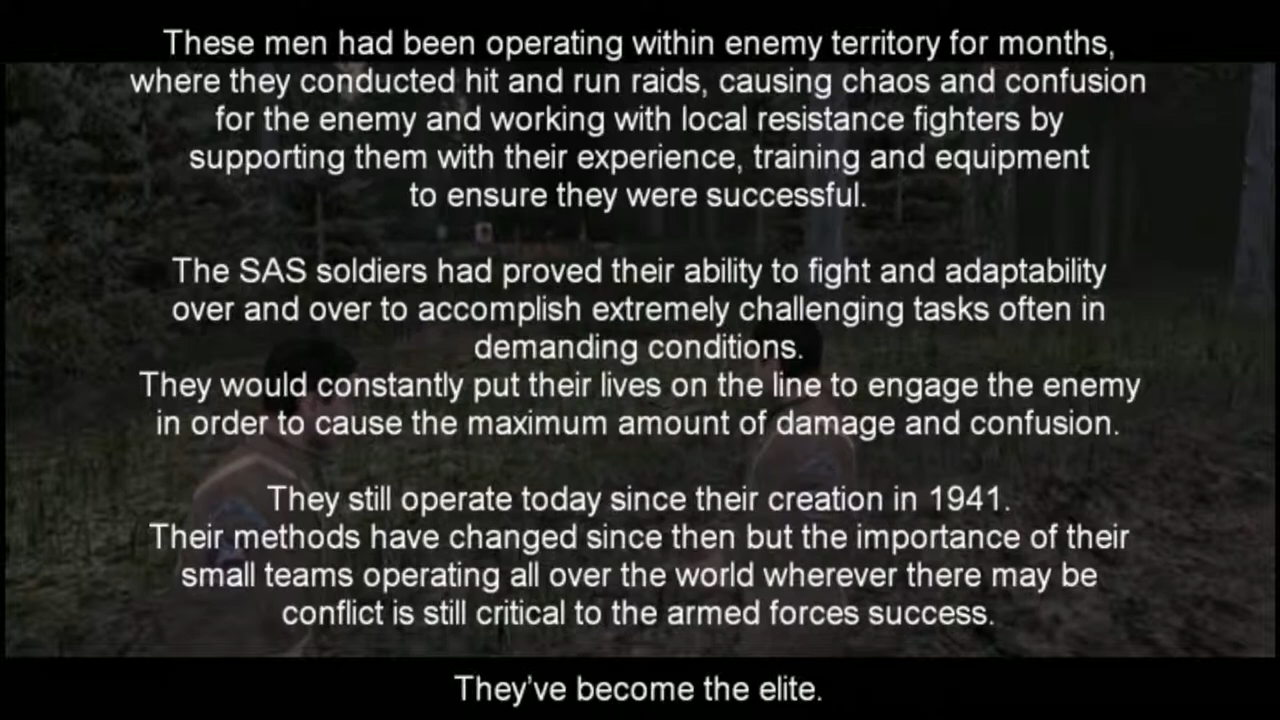 These men had been operating within enemy territory for months,
where they conducted hit and run raids, causing chaos and confusion
for the enemy and working with local resistance fighters by
supporting them with their experience, training and equipment
to ensure they were successful.
The SAS soldiers had proved their ability to fight and adaptability
over and over to accomplish extremely challenging tasks often in
demanding conditions.
They would constantly put their lives on the line to engage the enemy
in order to cause the maximum amount of damage and confusion.
They still operate today since their creation in 1941.
Their methods have changed since then but the importance of their
small teams operating all over the world wherever there may be
conflict is still critical to the armed forces success.
They've become the elite.